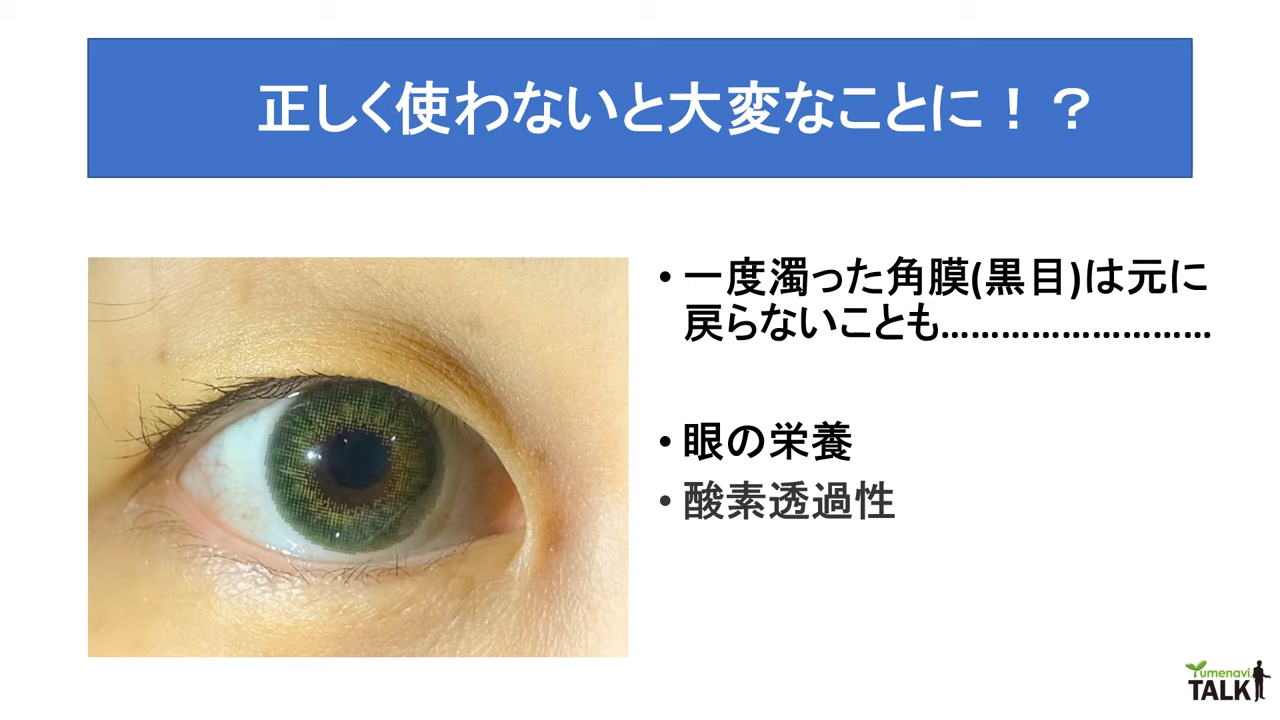 正しく使わないと大変なことに！？
• 一度濁った角膜(黒目)は元に
戻らないことも………………………
• 眼の栄養
• 酸素透過性
Yumenavi
TALK